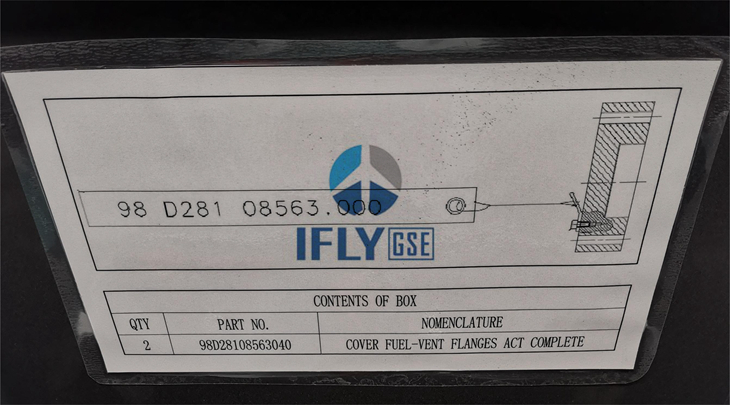 98 D281 08563.000
IFLY GSE
CONTENTS OF BOX
QTY PART NO. NOMENCLATURE
2 98D28108563040 COVER FUEL-VENT FLANGES ACT COMPLETE